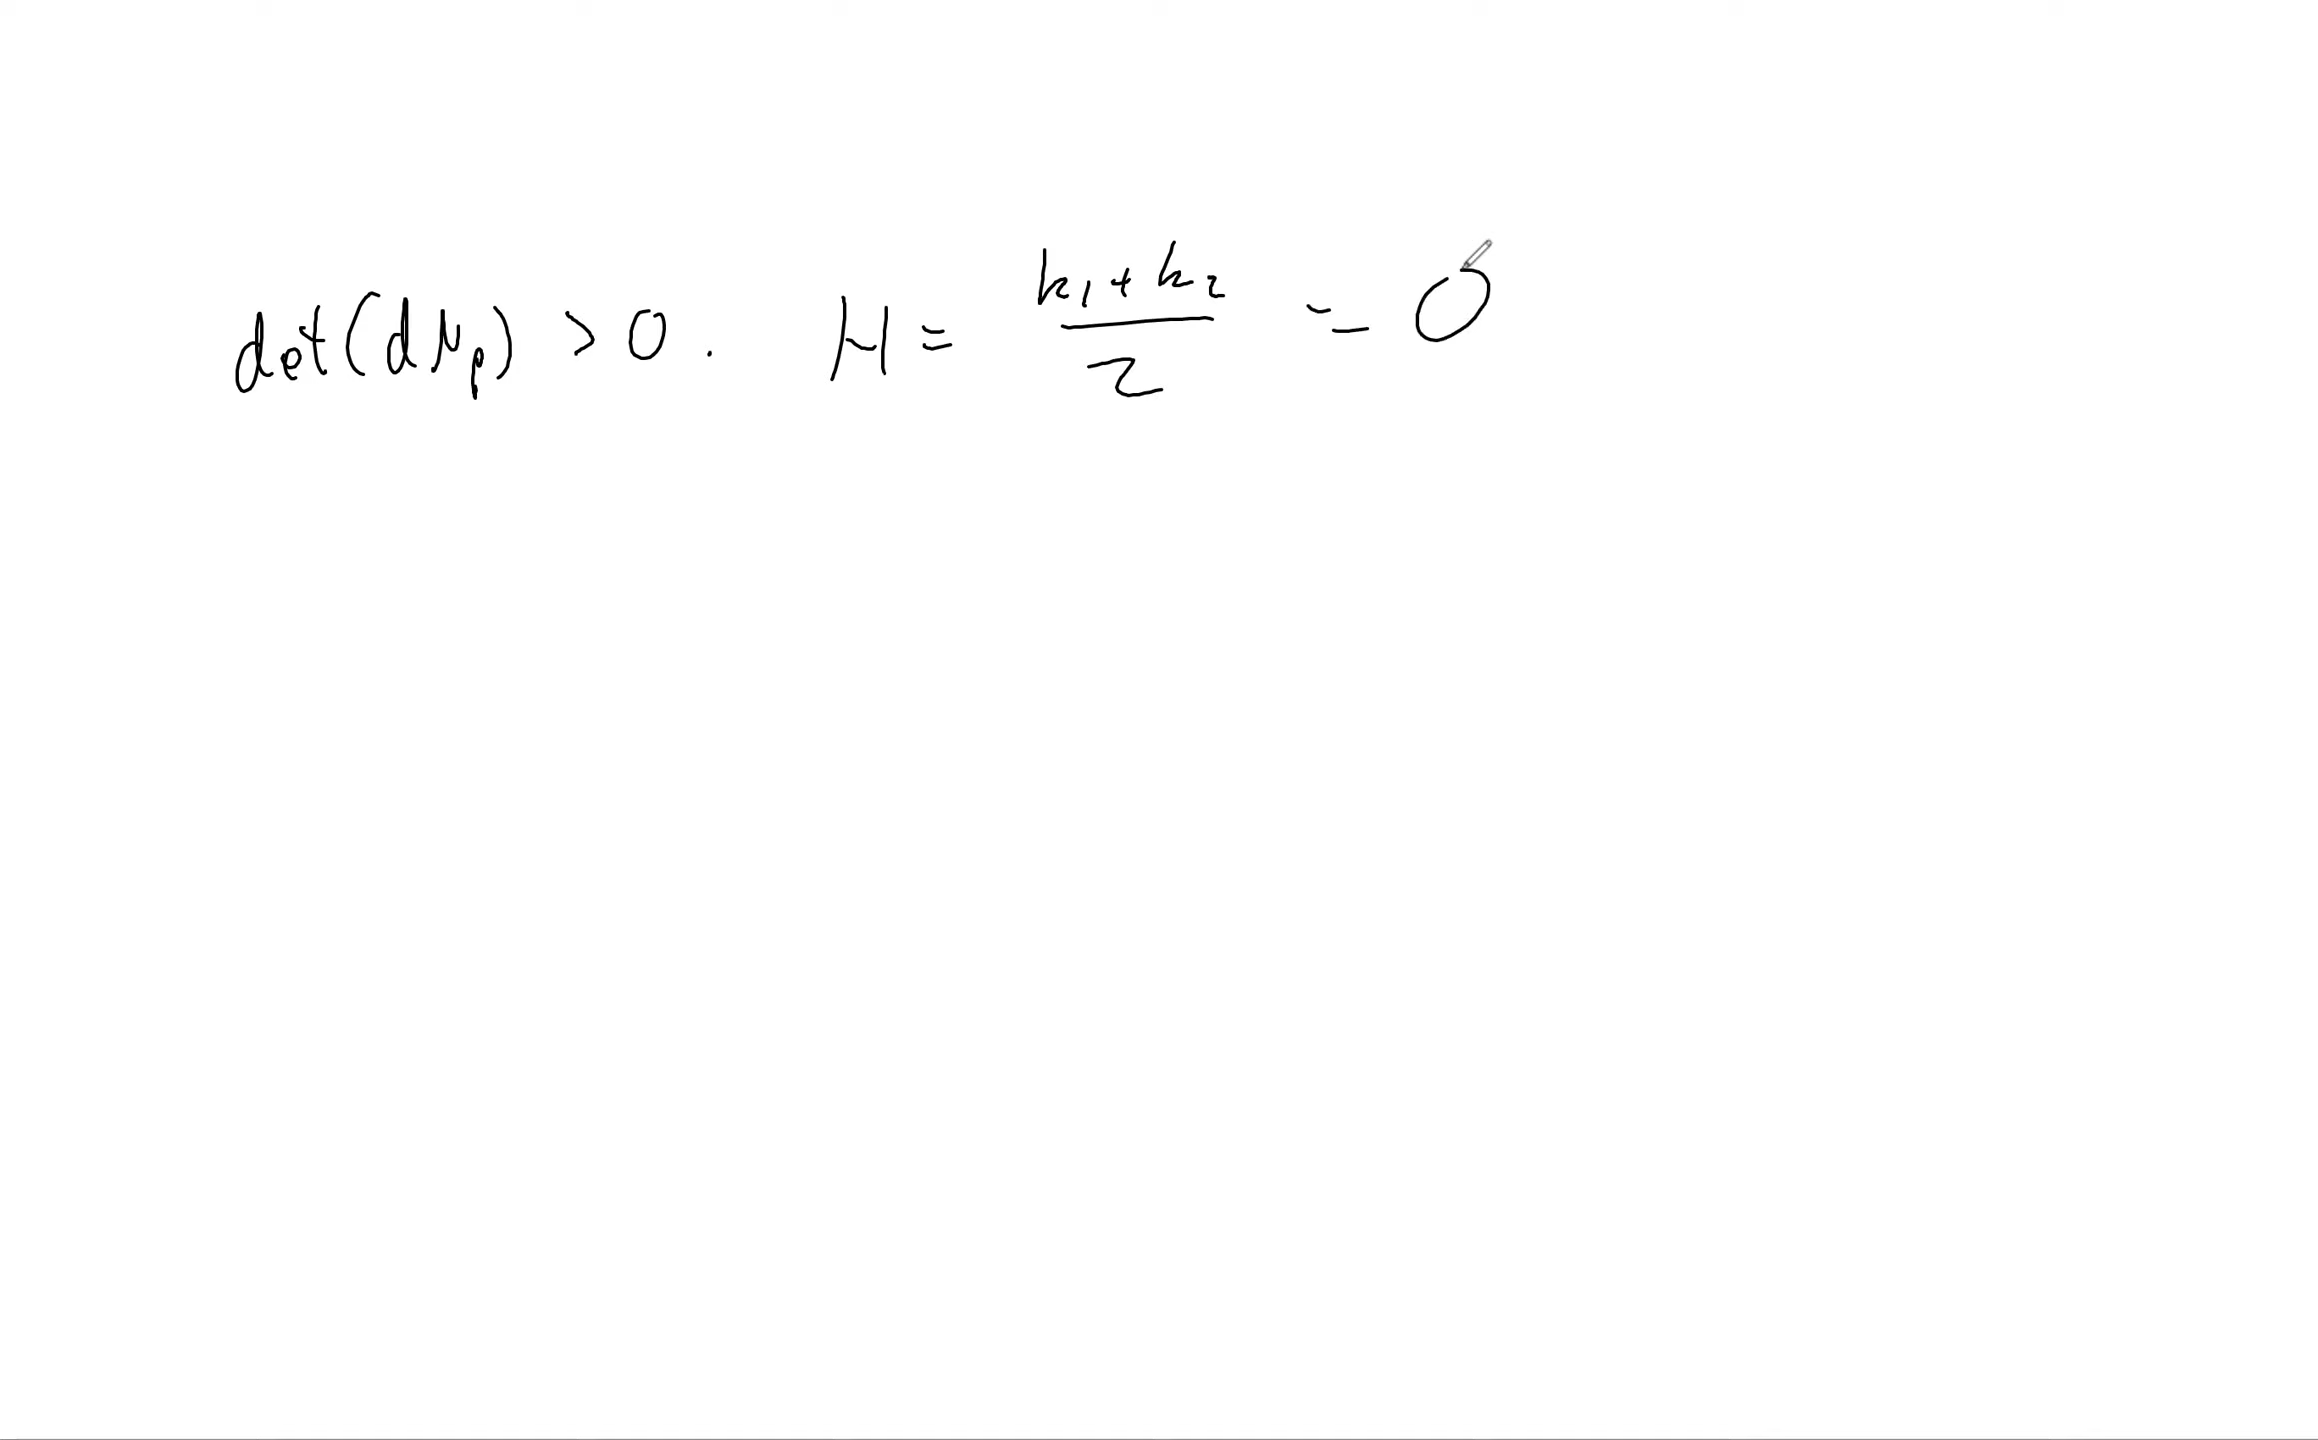 det(dN_p) > 0. H = (k_1 + k_2)/2 = 0